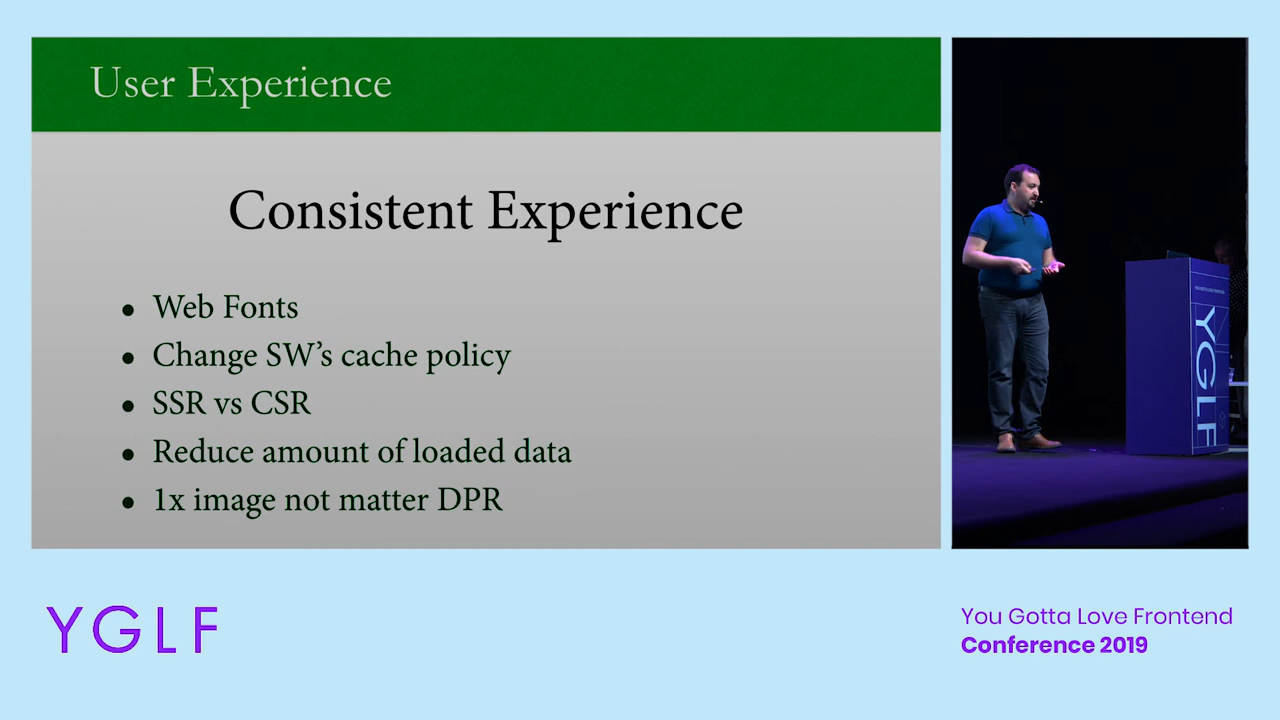 User Experience
Consistent Experience
• Web Fonts
• Change SW’s cache policy
• SSR vs CSR
• Reduce amount of loaded data
• 1x image not matter DPR
YGLF
YGLF
You Gotta Love Frontend
Conference 2019